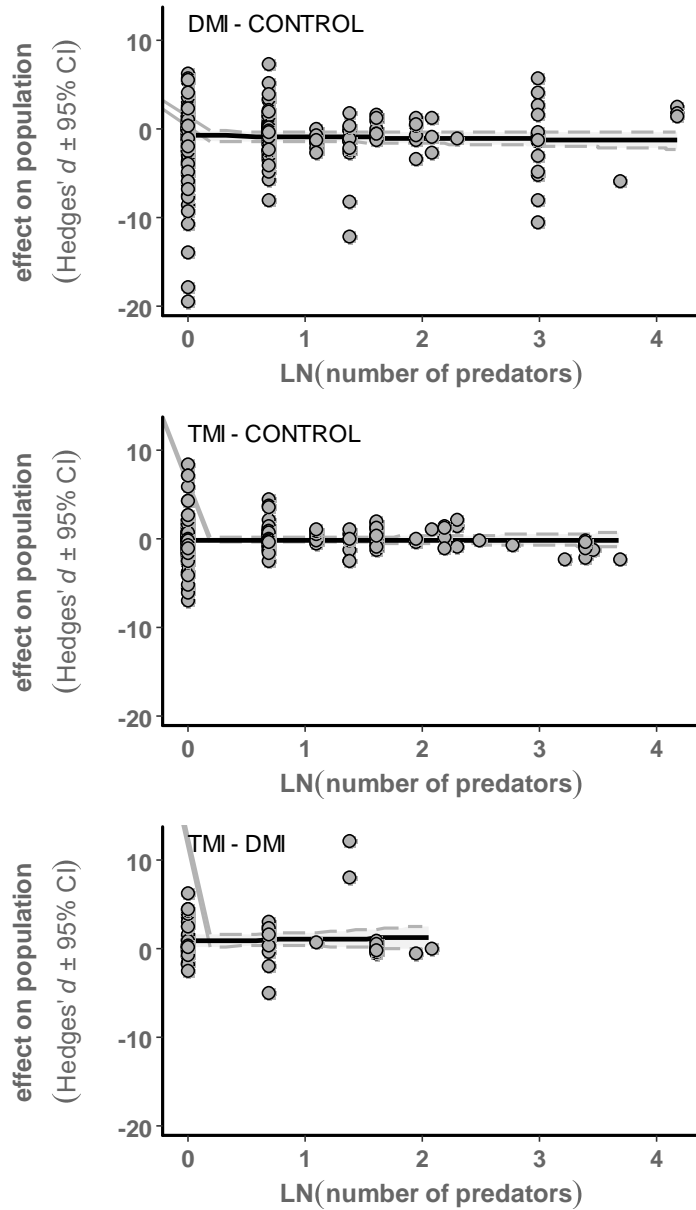 DMI - CONTROL
effect on population
(Hedges' d ± 95% CI)
10
0
-10
-20
0 1 2 3 4
LN(number of predators)
TMI - CONTROL
effect on population
(Hedges' d ± 95% CI)
10
0
-10
-20
0 1 2 3 4
LN(number of predators)
TMI - DMI
effect on population
(Hedges' d ± 95% CI)
10
0
-10
-20
0 1 2 3 4
LN(number of predators)